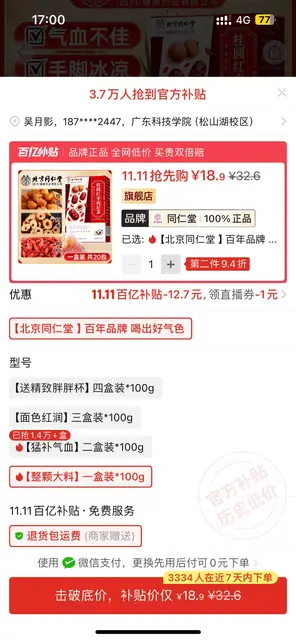 17:00
4G
77
气血不佳
手脚冰凉
3.7万人抢到官方补贴
吴月影，187****2447，广东科技学院（松山湖校区）
百亿补贴 品牌正品 全网低价 买贵双倍赔
北京同仁堂
一盒装 共20包
11.11 抢先购 ¥18.9 ¥32.6
旗舰店
品牌 同仁堂 100%正品
已选: 【北京同仁堂】百年品牌 ...
1
第二件9.4折
优惠
11.11百亿补贴-12.7元, 领直播券-1元
【北京同仁堂】百年品牌 喝出好气色
型号
【送精致胖胖杯】四盒装*100g
【面色红润】三盒装*100g
已抢1.4万+盒
【猛补气血】二盒装*100g
【整颗大料】一盒装*100g
官方补贴
历史低价
11.11百亿补贴 · 免费服务
退货包运费 (商家赠送)
使用 微信支付，更换先用后付可0元下单
3334人在近7天内下单
击破底价，补贴价仅 ¥18.9 ¥32.6